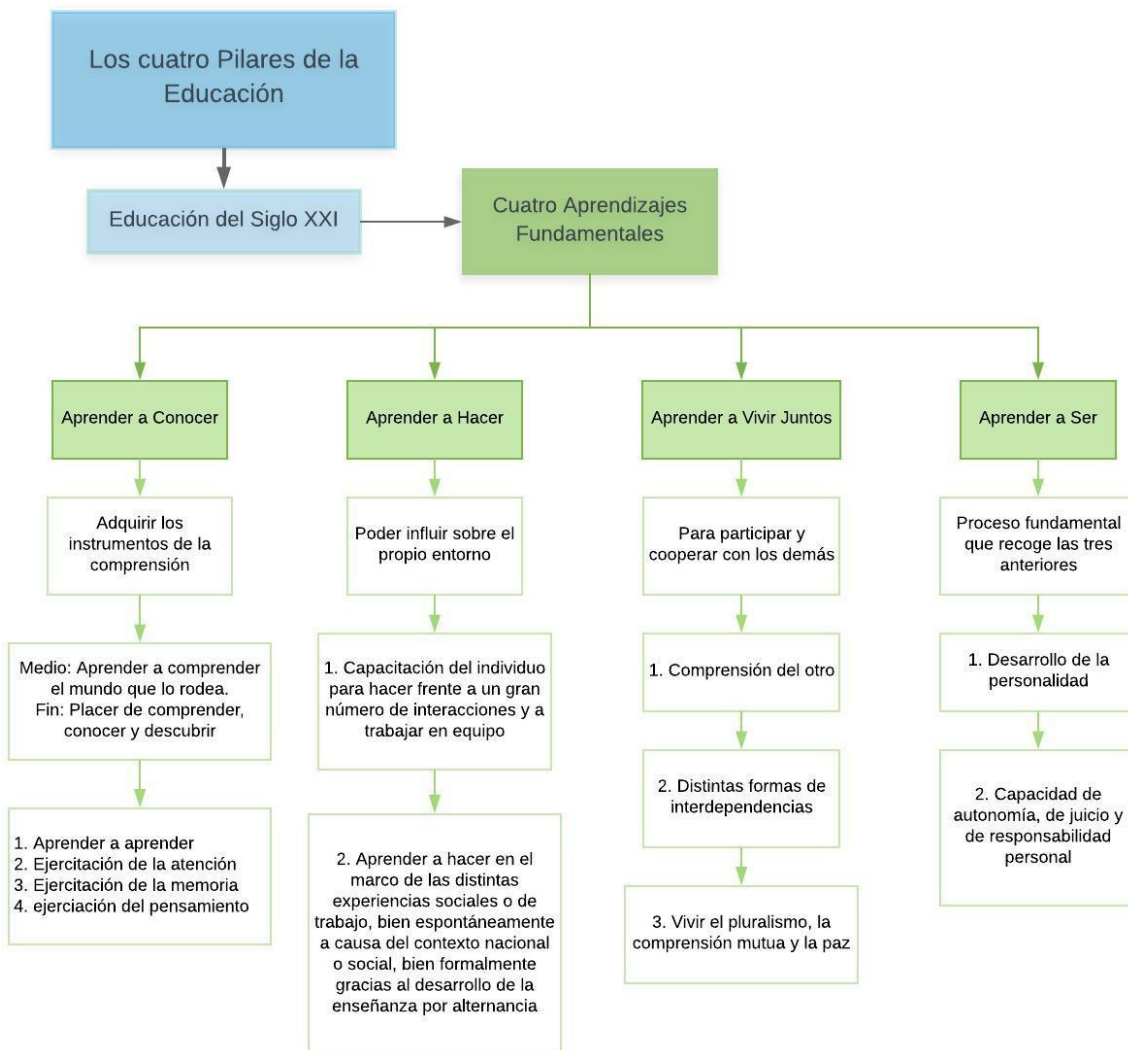 Los cuatro Pilares de la
Educación
Educación del Siglo XXI
Cuatro Aprendizajes
Fundamentales
Aprender a Conocer
Adquirir los
instrumentos de la
comprensión
Medio: Aprender a comprender
el mundo que lo rodea.
Fin: Placer de comprender,
conocer y descubrir
1. Aprender a aprender
2. Ejercitación de la atención
3. Ejercitación de la memoria
4. ejerciación del pensamiento
Aprender a Hacer
Poder influir sobre el
propio entorno
1. Capacitación del individuo
para hacer frente a un gran
número de interacciones y a
trabajar en equipo
2. Aprender a hacer en el
marco de las distintas
experiencias sociales o de
trabajo, bien espontáneamente
a causa del contexto nacional
o social, bien formalmente
gracias al desarrollo de la
enseñanza por alternancia
Aprender a Vivir Juntos
Para participar y
cooperar con los demás
1. Comprensión del otro
2. Distintas formas de
interdependencias
3. Vivir el pluralismo, la
comprensión mutua y la paz
Aprender a Ser
Proceso fundamental
que recoge las tres
anteriores
1. Desarrollo de la
personalidad
2. Capacidad de
autonomía, de juicio y
de responsabilidad
personal